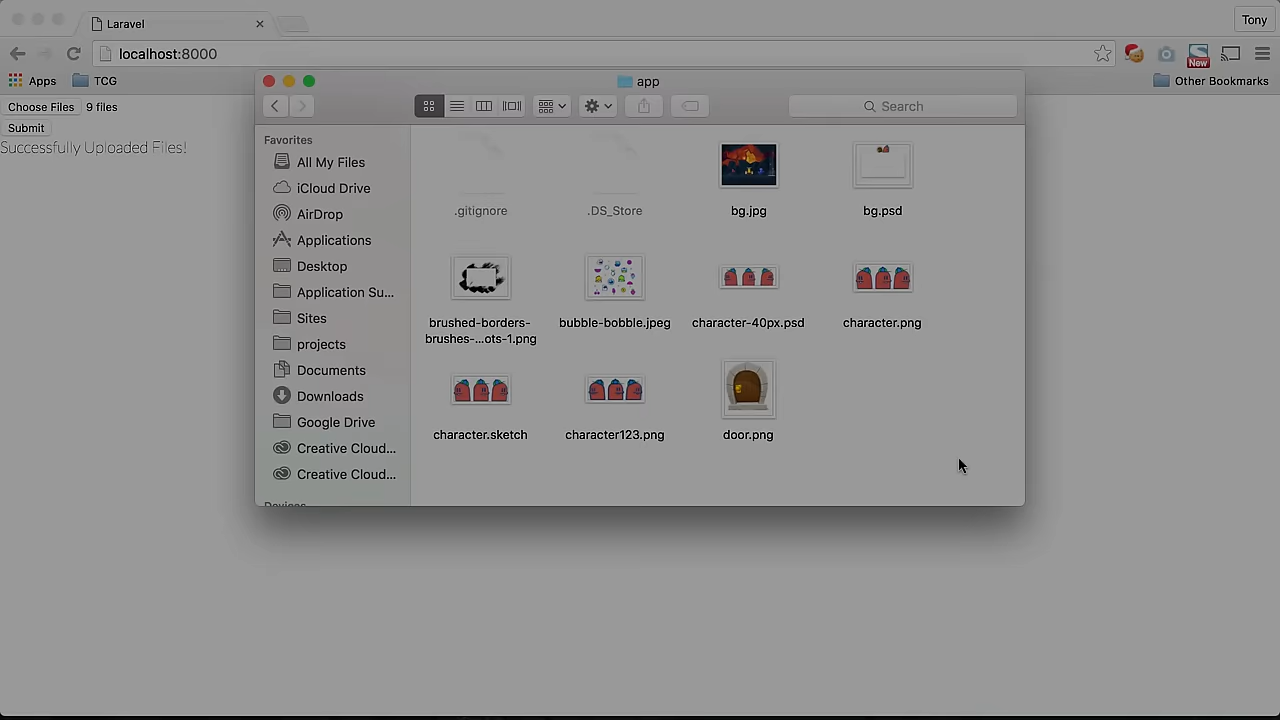 Laravel
Tony
localhost:8000
New
Apps
TCG
Other Bookmarks
Choose Files 9 files
Submit
Successfully Uploaded Files!
app
Search
Favorites
All My Files
iCloud Drive
AirDrop
Applications
Desktop
Application Su...
Sites
projects
Documents
Downloads
Google Drive
Creative Cloud...
Creative Cloud...
Devices
.gitignore
.DS_Store
bg.jpg
bg.psd
brushed-borders-
brushes-...ots-1.png
bubble-bobble.jpeg
character-40px.psd
character.png
character.sketch
character123.png
door.png